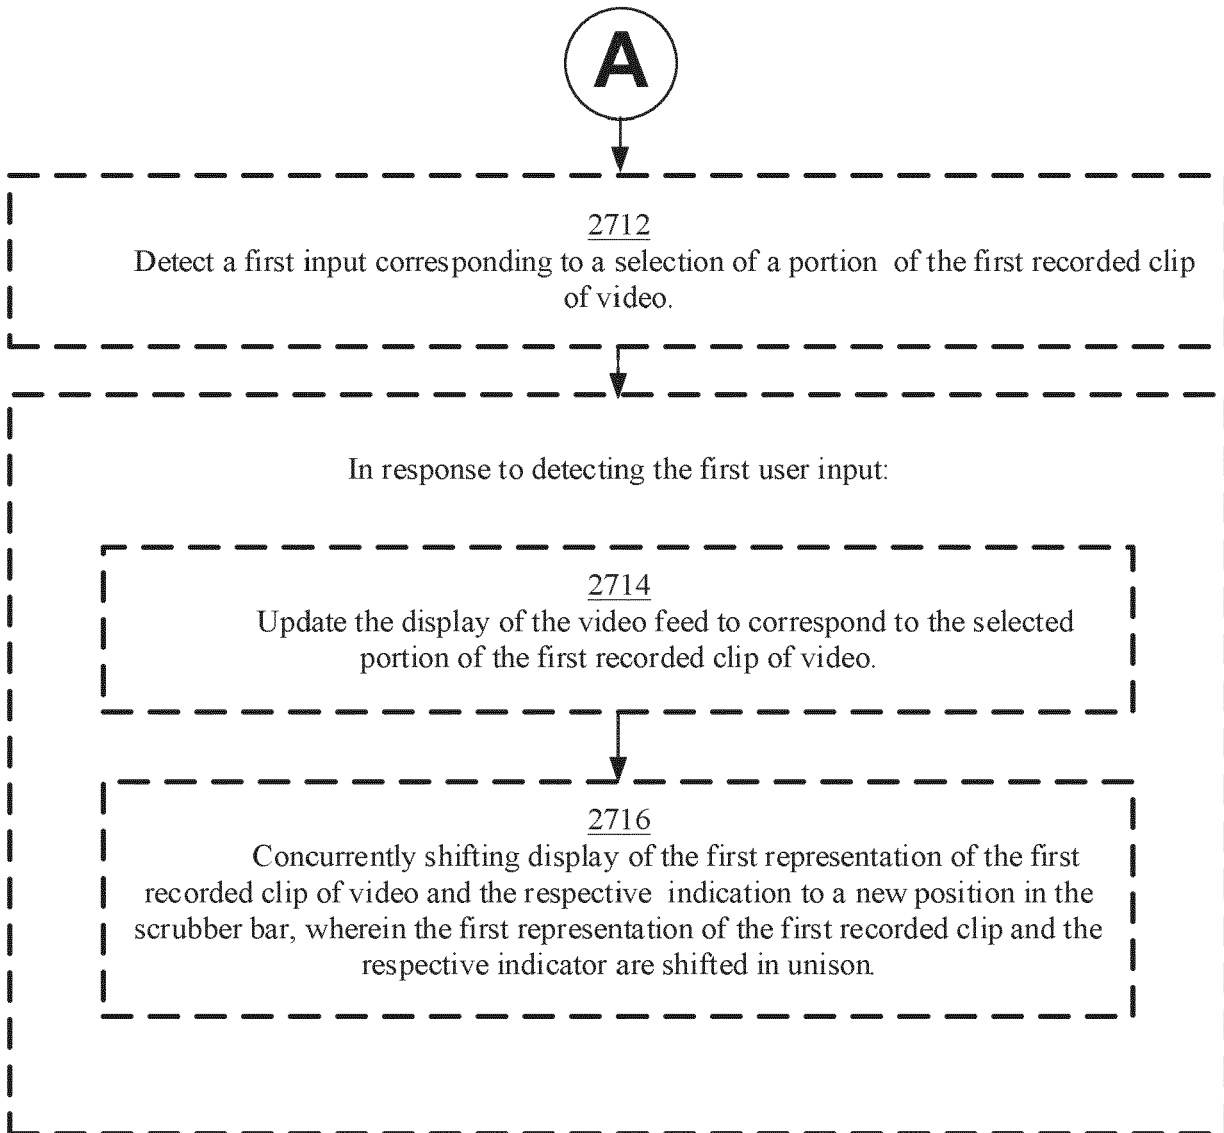 A
2712
Detect a first input corresponding to a selection of a portion of the first recorded clip
of video.
In response to detecting the first user input:
2714
Update the display of the video feed to correspond to the selected
portion of the first recorded clip of video.
2716
Concurrently shifting display of the first representation of the first
recorded clip of video and the respective indication to a new position in the
scrubber bar, wherein the first representation of the first recorded clip and the
respective indicator are shifted in unison.